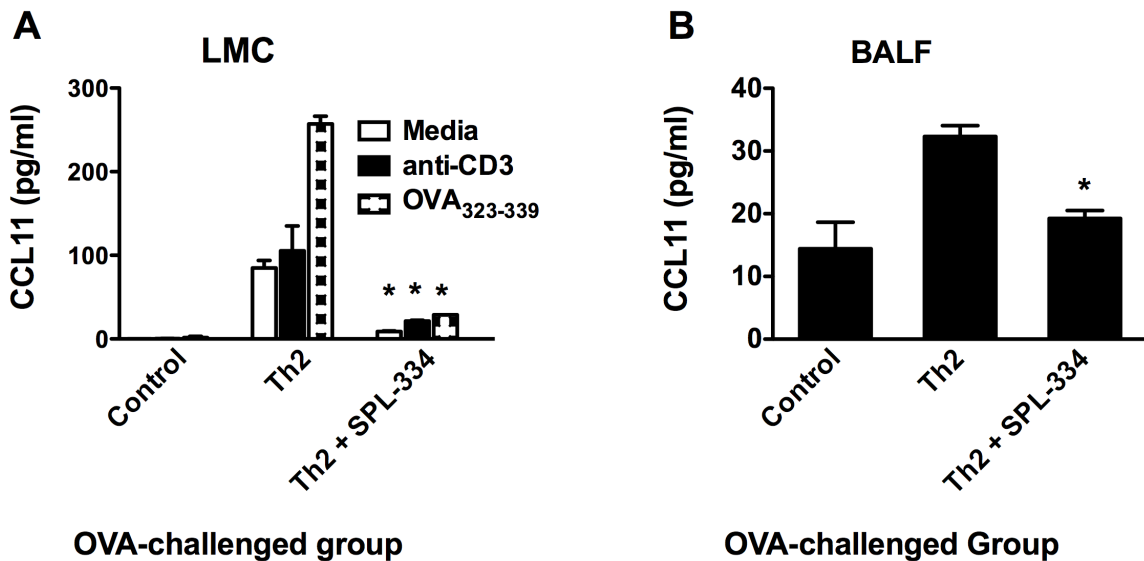 A
LMC
CCL11 (pg/ml)
300
200
100
0
Media
anti-CD3
OVA323-339
* * *
Control
Th2
Th2 + SPL-334
OVA-challenged group
B
BALF
CCL11 (pg/ml)
40
30
20
10
0
*
Control
Th2
Th2 + SPL-334
OVA-challenged Group